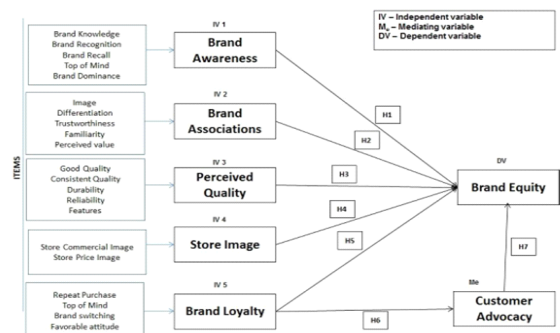 IV – Independent variable
Me – Mediating variable
DV – Dependent variable
ITEMS
Brand Knowledge
Brand Recognition
Brand Recall
Top of Mind
Brand Dominance
IV 1
Brand
Awareness
H1
Image
Differentiation
Trustworthiness
Familiarity
Perceived value
IV 2
Brand
Associations
H2
Good Quality
Consistent Quality
Durability
Reliability
Features
IV 3
Perceived
Quality
H3
DV
Brand Equity
Store Commercial Image
Store Price Image
IV 4
Store Image
H4
H5
H7
Repeat Purchase
Top of Mind
Brand switching
Favorable attitude
IV 5
Brand Loyalty
H6
Me
Customer
Advocacy